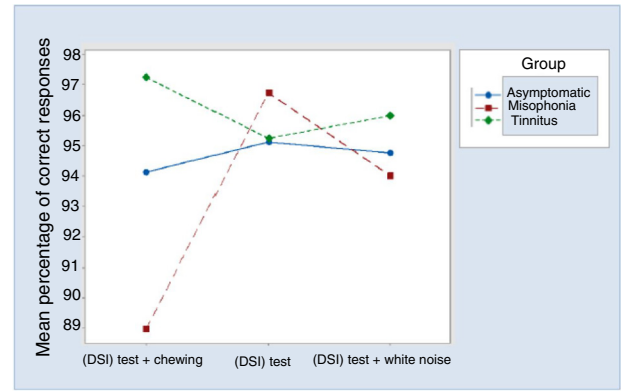 Mean percentage of correct responses
98
97
96
95
94
93
92
91
90
89
(DSI) test + chewing
(DSI) test
(DSI) test + white noise
Group
Asymptomatic
Misophonia
Tinnitus